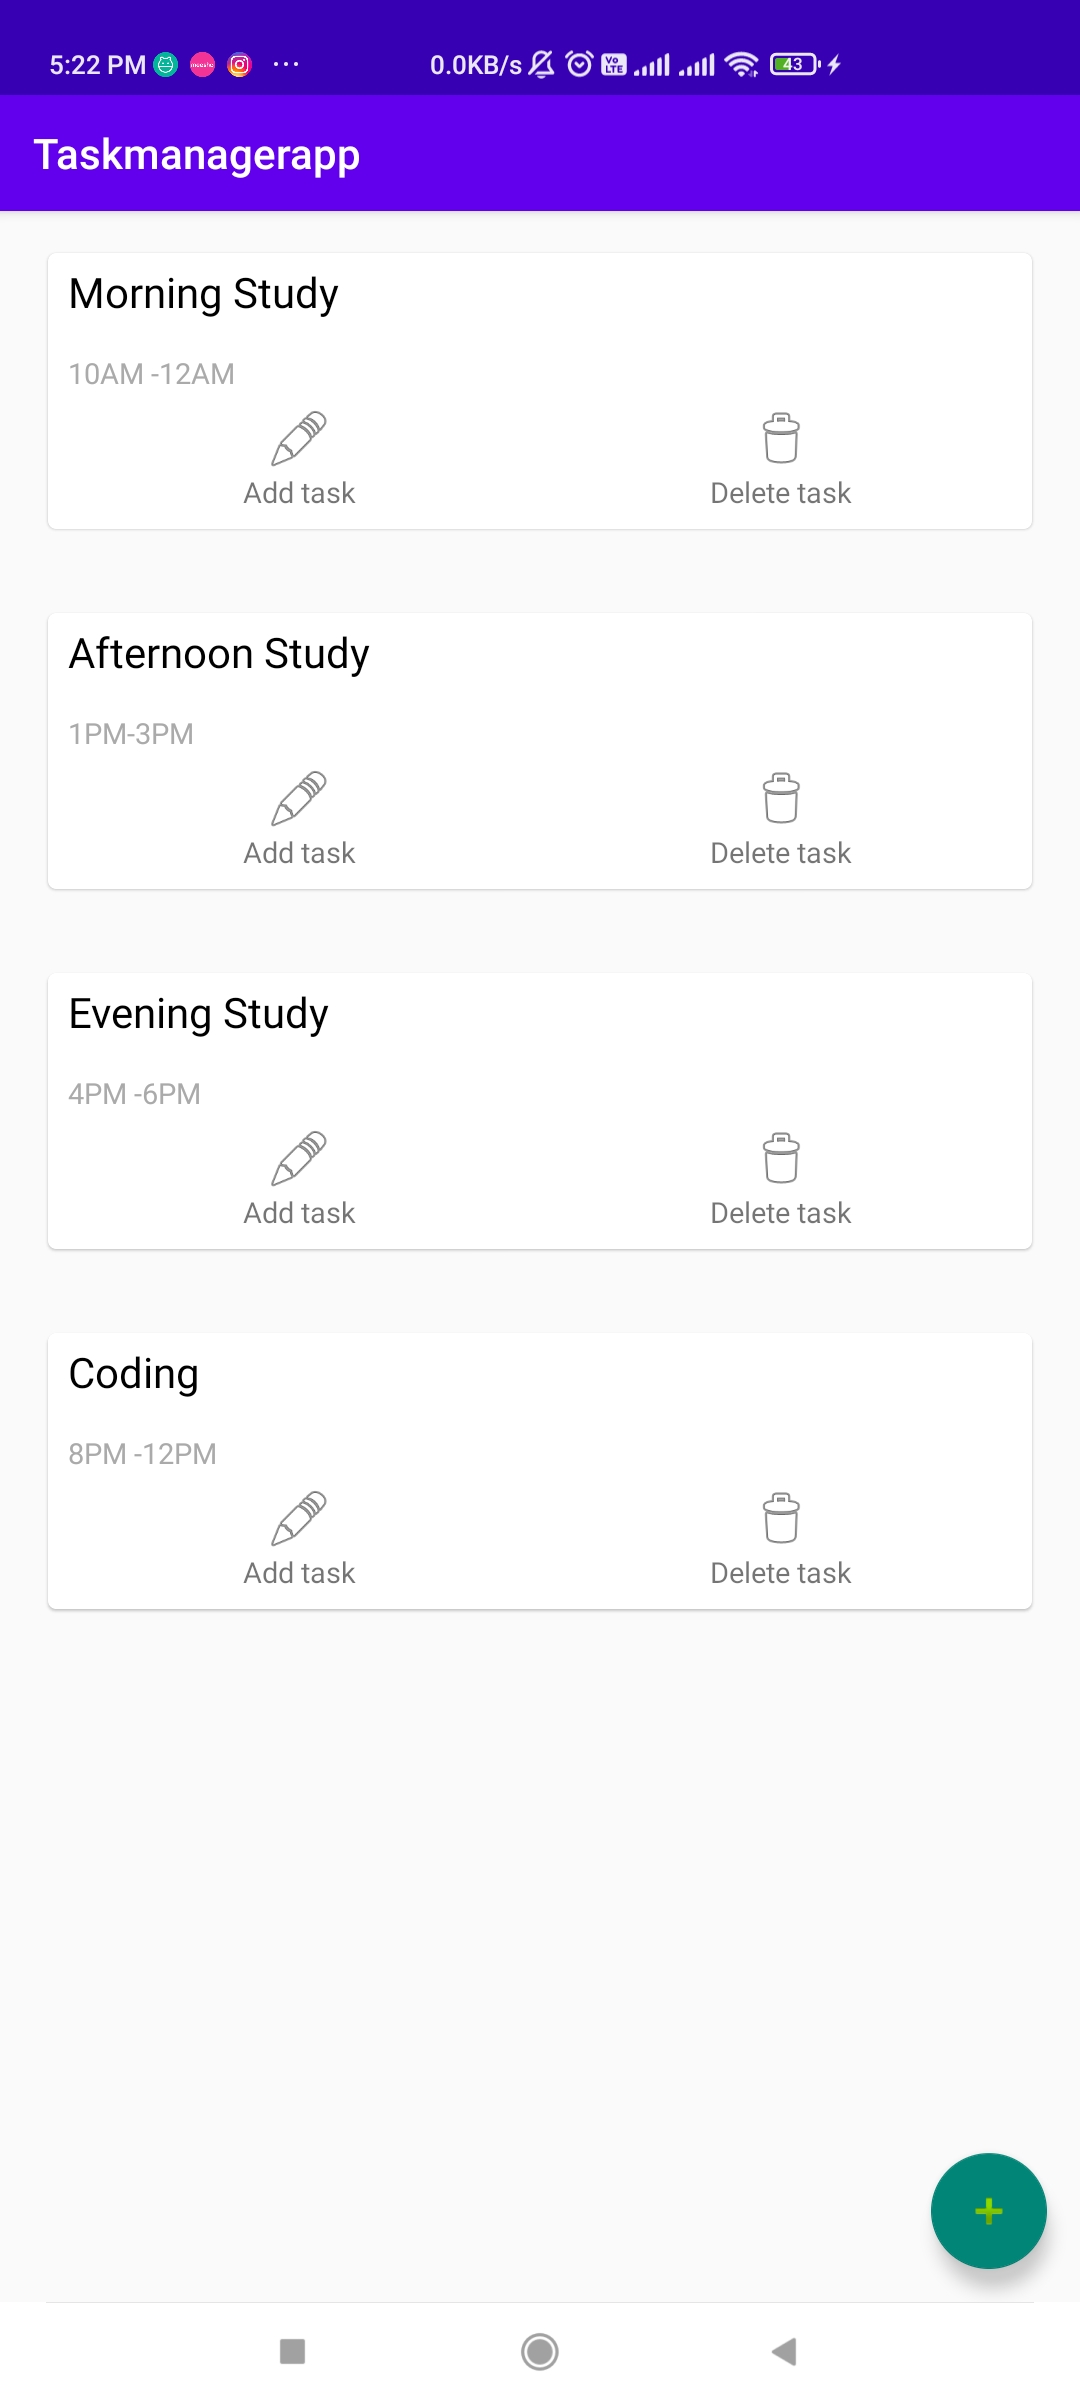 5:22 PM 0.0KB/s Vo LTE 43
Taskmanagerapp
Morning Study
10AM -12AM
Add task Delete task
Afternoon Study
1PM-3PM
Add task Delete task
Evening Study
4PM -6PM
Add task Delete task
Coding
8PM -12PM
Add task Delete task
+